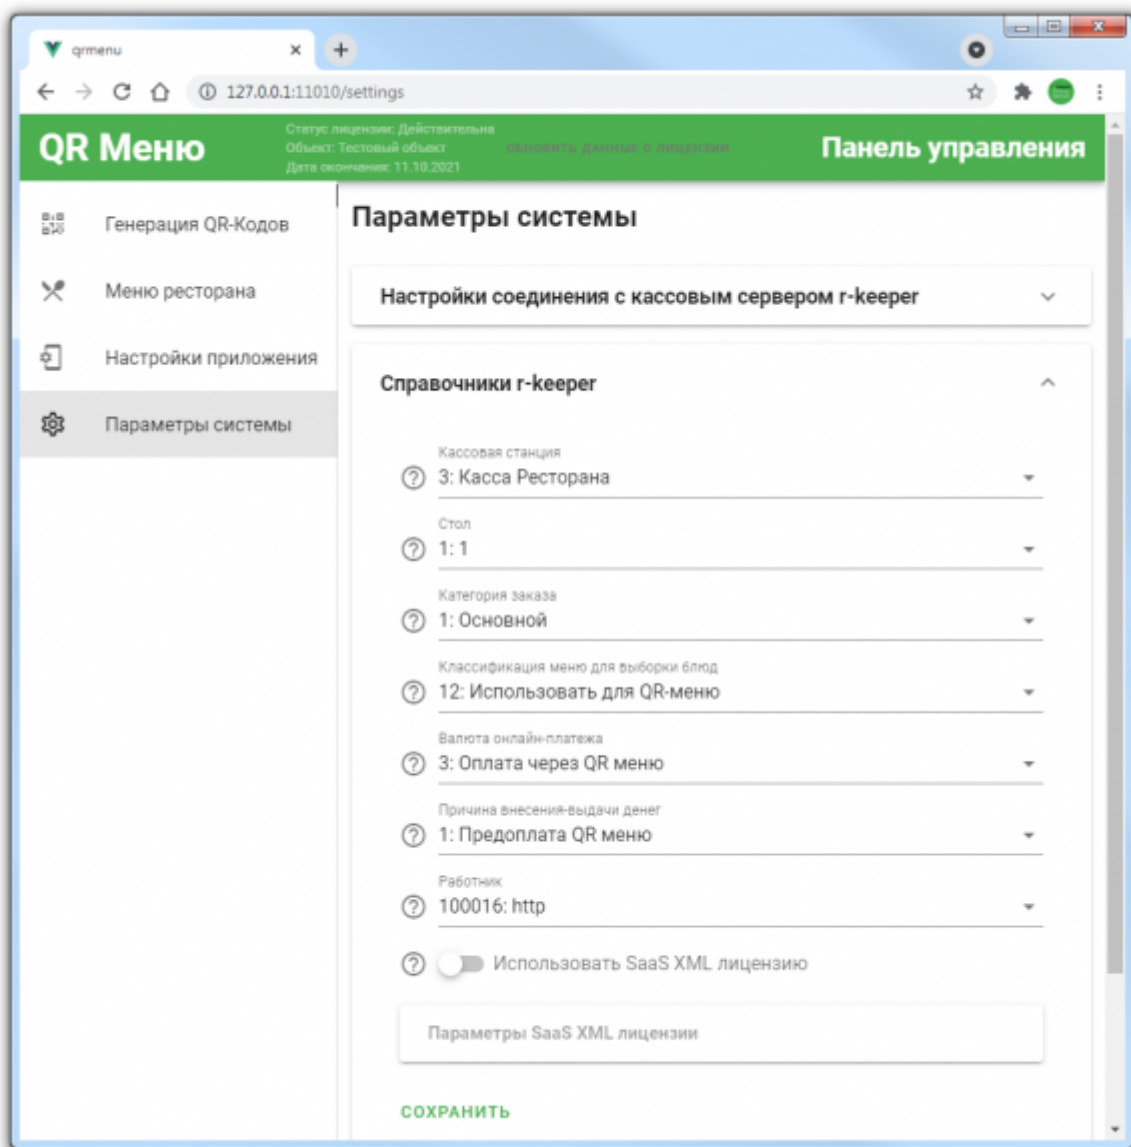 qrmenu
127.0.0.1:11010/settings
QR Меню
Статус лицензии: Действительна
Объект: Тестовый объект
Дата окончания: 11.10.2021
ОБНОВИТЬ ДАННЫЕ О ЛИЦЕНЗИИ
Панель управления
Генерация QR-Кодов
Меню ресторана
Настройки приложения
Параметры системы
Параметры системы
Настройки соединения с кассовым сервером r-keeper
Справочники r-keeper
Кассовая станция
3: Касса Ресторана
Стол
1: 1
Категория заказа
1: Основной
Классификация меню для выборки блюд
12: Использовать для QR-меню
Валюта онлайн-платежа
3: Оплата через QR меню
Причина внесения-выдачи денег
1: Предоплата QR меню
Работник
100016: http
Использовать SaaS XML лицензию
Параметры SaaS XML лицензии
СОХРАНИТЬ